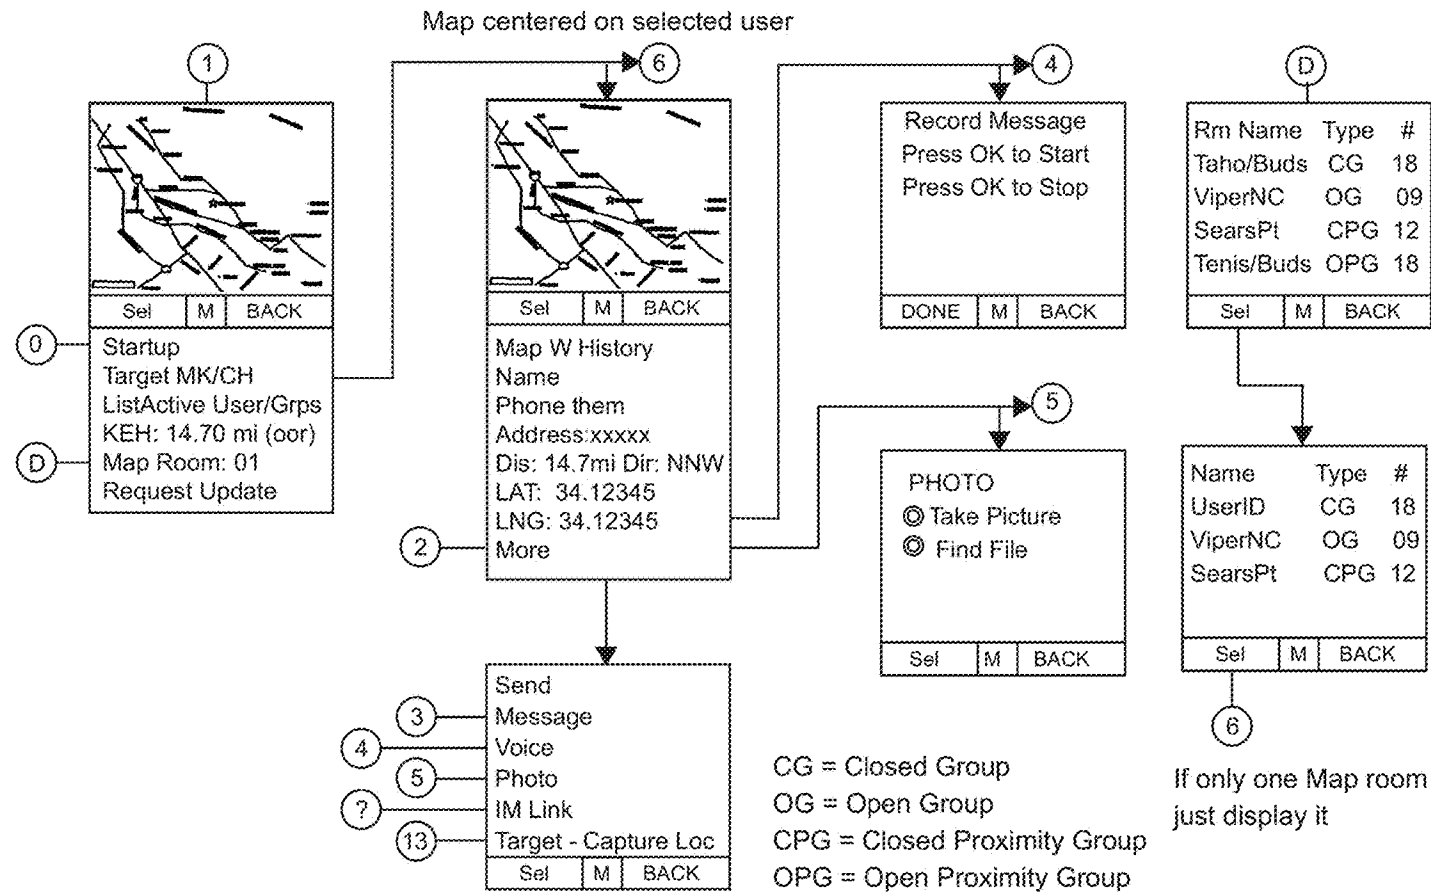 Map centered on selected user
1
Sel M BACK
0
Startup
Target MK/CH
ListActive User/Grps
KEH: 14.70 mi (oor)
D
Map Room: 01
Request Update
6
Sel M BACK
Map W History
Name
Phone them
Address:xxxxx
Dis: 14.7mi Dir: NNW
LAT: 34.12345
LNG: 34.12345
2
More
Send
3
Message
4
Voice
5
Photo
?
IM Link
13
Target - Capture Loc
Sel M BACK
4
Record Message
Press OK to Start
Press OK to Stop
DONE M BACK
5
PHOTO
Take Picture
Find File
Sel M BACK
D
Rm Name Type #
Taho/Buds CG 18
ViperNC OG 09
SearsPt CPG 12
Tenis/Buds OPG 18
Sel M BACK
Name Type #
UserID CG 18
ViperNC OG 09
SearsPt CPG 12
Sel M BACK
6
If only one Map room
just display it
CG = Closed Group
OG = Open Group
CPG = Closed Proximity Group
OPG = Open Proximity Group